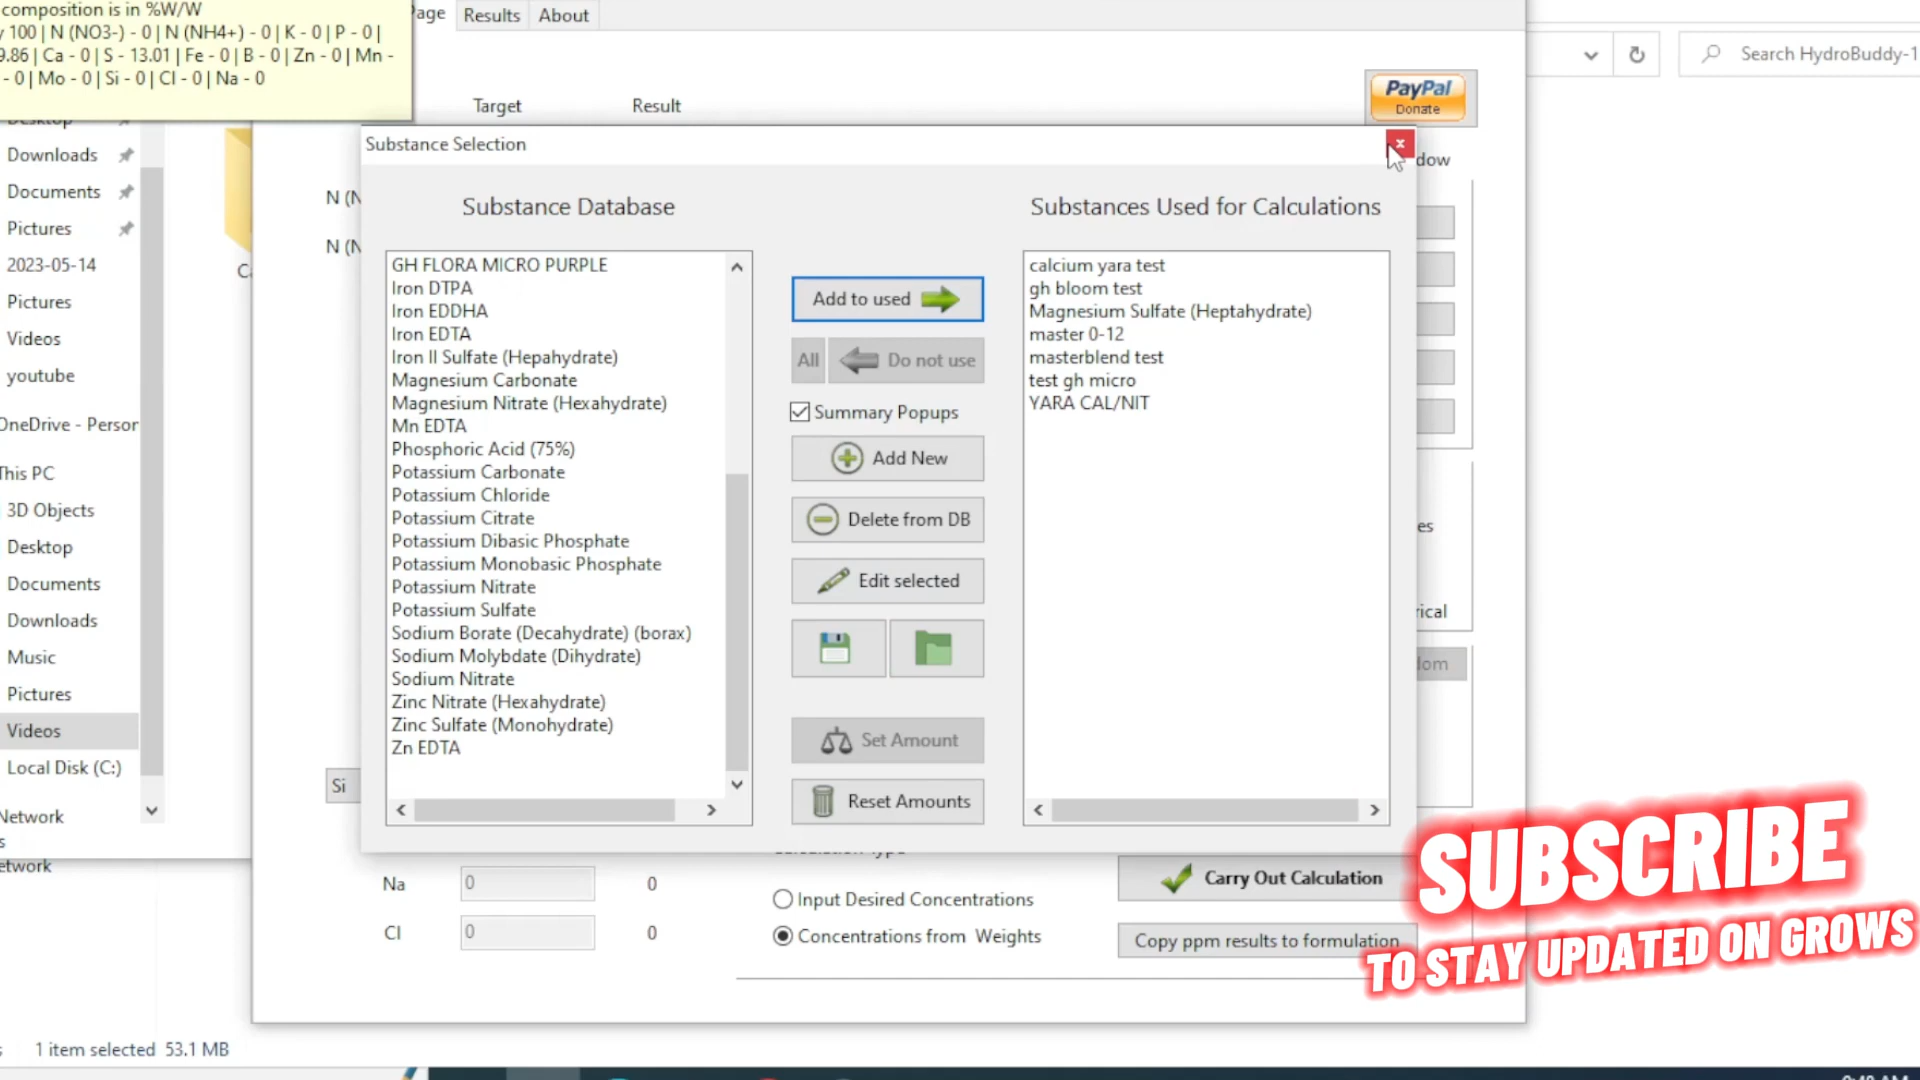 composition is in %W/W
100 | N (NO3-) - 0 | N (NH4+) - 0 | K - 0 | P - 0 |
9.86 | Ca - 0 | S - 13.01 | Fe - 0 | B - 0 | Zn - 0 | Mn -
- 0 | Mo - 0 | Si - 0 | Cl - 0 | Na - 0
Page
Results
About
Search HydroBuddy-1
Target
Result
PayPal
Donate
Desktop
Downloads
Documents
Pictures
2023-05-14
Pictures
Videos
youtube
OneDrive - Person
This PC
3D Objects
Desktop
Documents
Downloads
Music
Pictures
Videos
Local Disk (C:)
Network
1 item selected 53.1 MB
N (N
N (N
Si
Substance Selection
dow
Substance Database
GH FLORA MICRO PURPLE
Iron DTPA
Iron EDDHA
Iron EDTA
Iron II Sulfate (Hepahydrate)
Magnesium Carbonate
Magnesium Nitrate (Hexahydrate)
Mn EDTA
Phosphoric Acid (75%)
Potassium Carbonate
Potassium Chloride
Potassium Citrate
Potassium Dibasic Phosphate
Potassium Monobasic Phosphate
Potassium Nitrate
Potassium Sulfate
Sodium Borate (Decahydrate) (borax)
Sodium Molybdate (Dihydrate)
Sodium Nitrate
Zinc Nitrate (Hexahydrate)
Zinc Sulfate (Monohydrate)
Zn EDTA
Add to used
All
Do not use
Summary Popups
Add New
Delete from DB
Edit selected
Set Amount
Reset Amounts
Substances Used for Calculations
calcium yara test
gh bloom test
Magnesium Sulfate (Heptahydrate)
master 0-12
masterblend test
test gh micro
YARA CAL/NIT
es
rical
dom
Na
0
0
Cl
0
0
Input Desired Concentrations
Concentrations from Weights
Carry Out Calculation
Copy ppm results to formulation
SUBSCRIBE
TO STAY UPDATED ON GROWS